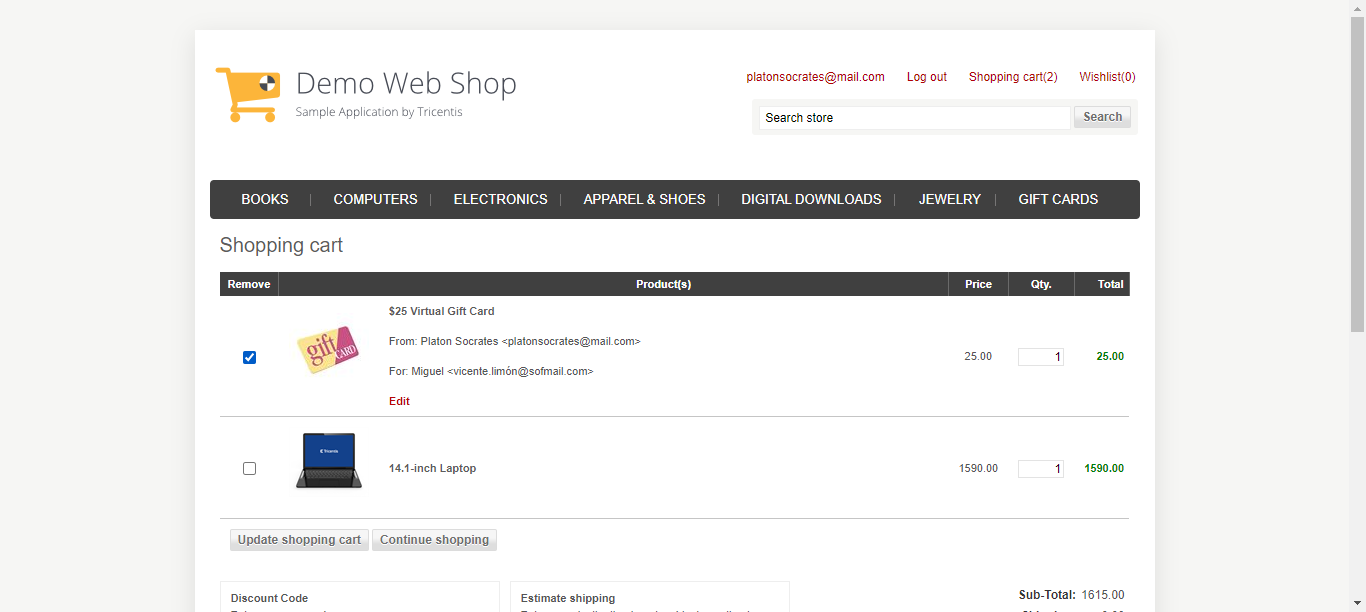 Demo Web Shop
Sample Application by Tricentis
platonsocrates@mail.com Log out Shopping cart(2) Wishlist(0)
Search store Search
BOOKS COMPUTERS ELECTRONICS APPAREL & SHOES DIGITAL DOWNLOADS JEWELRY GIFT CARDS
Shopping cart
Remove Product(s) Price Qty. Total
$25 Virtual Gift Card
From: Platon Socrates <platonsocrates@mail.com>
gift CARD
25.00 1 25.00
For: Miguel <vicente.limón@sofmail.com>
Edit
Tricentis
14.1-inch Laptop 1590.00 1 1590.00
Update shopping cart Continue shopping
Discount Code Estimate shipping Sub-Total: 1615.00